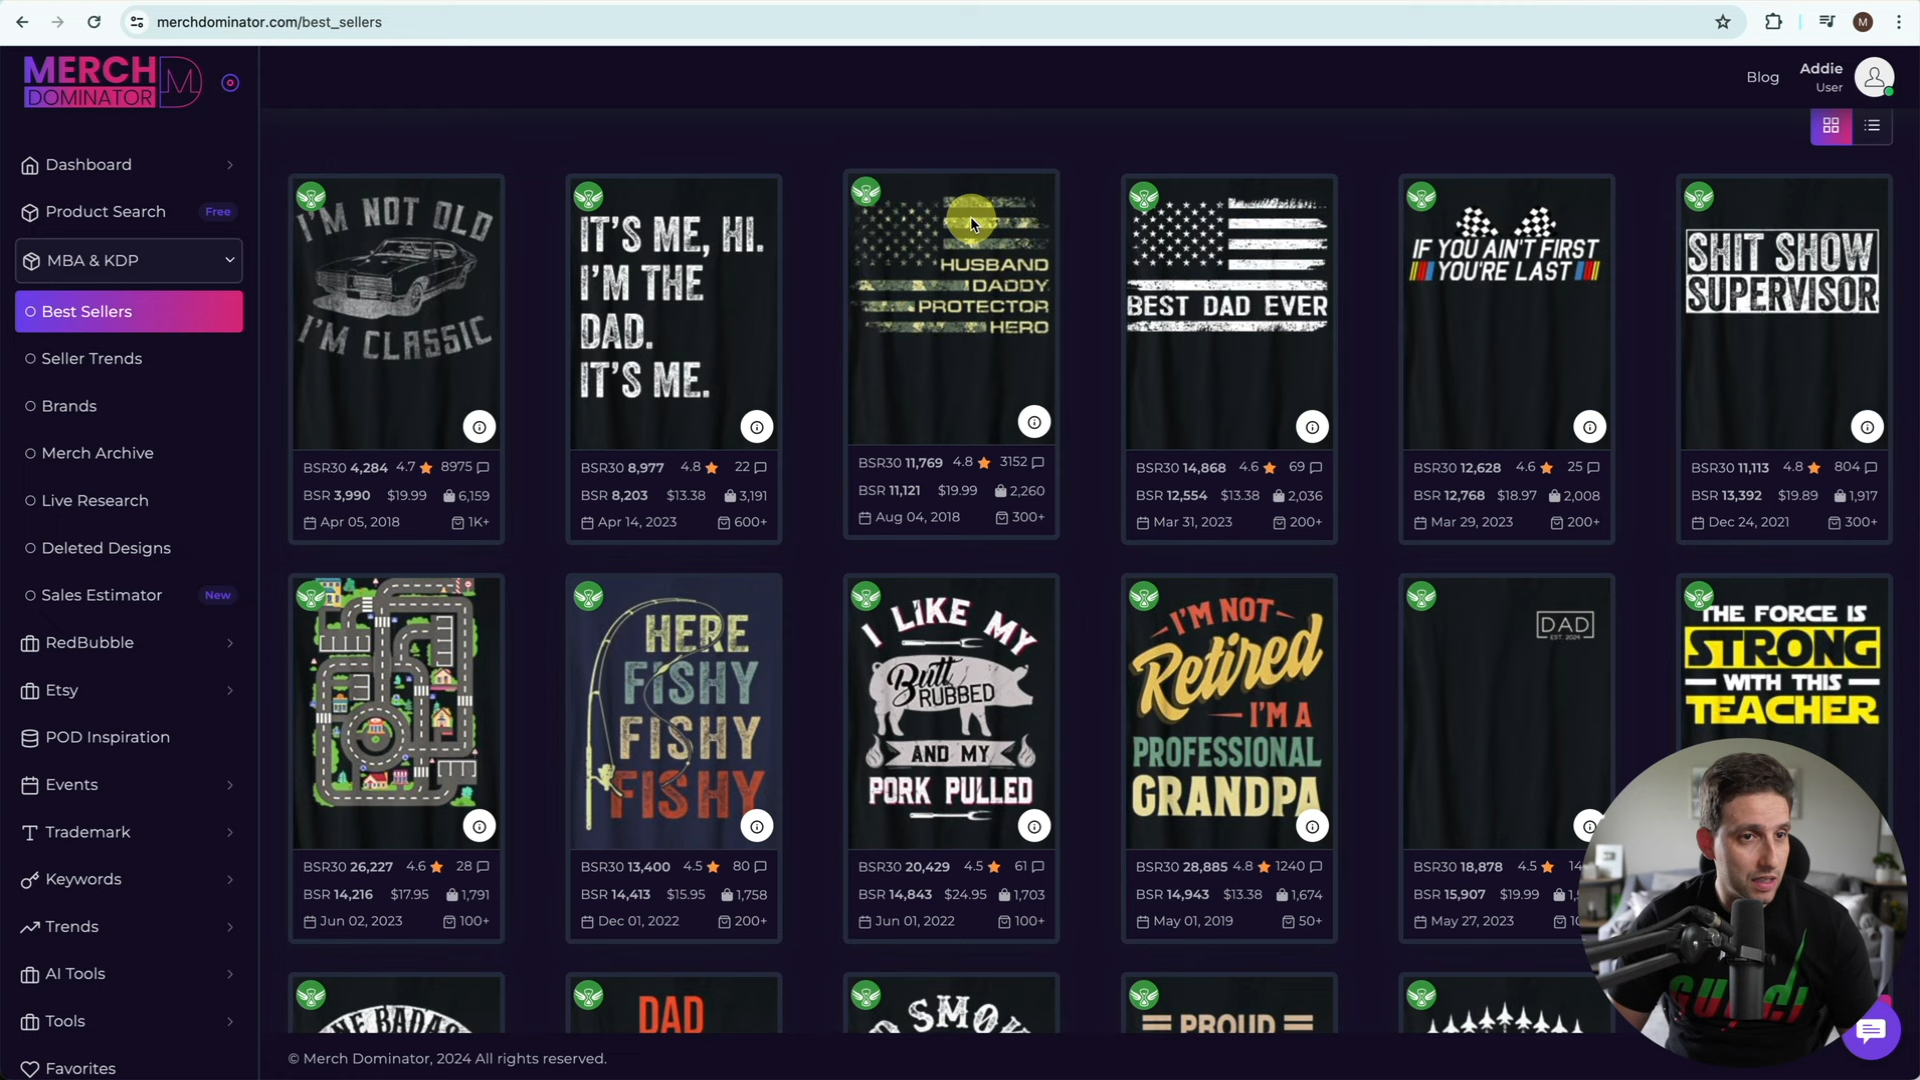 merchdominator.com/best_sellers
M
MERCH
DOMINATOR
Blog
Addie
User
Dashboard
Product Search Free
MBA & KDP
Best Sellers
Seller Trends
Brands
Merch Archive
Live Research
Deleted Designs
Sales Estimator New
RedBubble
Etsy
POD Inspiration
Events
Trademark
Keywords
Trends
AI Tools
Tools
Favorites
I'M NOT OLD
I'M CLASSIC
BSR30 4,284 4.7 8975
BSR 3,990 $19.99 6,159
Apr 05, 2018 1K+
IT'S ME, HI.
I'M THE
DAD.
IT'S ME.
BSR30 8,977 4.8 22
BSR 8,203 $13.38 3,191
Apr 14, 2023 600+
HUSBAND
DADDY
PROTECTOR
HERO
BSR30 11,769 4.8 3152
BSR 11,121 $19.99 2,260
Aug 04, 2018 300+
BEST DAD EVER
BSR30 14,868 4.6 69
BSR 12,554 $13.38 2,036
Mar 31, 2023 200+
IF YOU AIN'T FIRST
YOU'RE LAST
BSR30 12,628 4.6 25
BSR 12,768 $18.97 2,008
Mar 29, 2023 200+
SHIT SHOW
SUPERVISOR
BSR30 11,113 4.8 804
BSR 13,392 $19.89 1,917
Dec 24, 2021 300+
BSR30 26,227 4.6 28
BSR 14,216 $17.95 1,791
Jun 02, 2023 100+
HERE
FISHY
FISHY
FISHY
BSR30 13,400 4.5 80
BSR 14,413 $15.95 1,758
Dec 01, 2022 200+
I LIKE MY
Butt
RUBBED
AND MY
PORK PULLED
BSR30 20,429 4.5 61
BSR 14,843 $24.95 1,703
Jun 01, 2022 100+
I'M NOT
Retired
I'M A
PROFESSIONAL
GRANDPA
BSR30 28,885 4.8 1240
BSR 14,943 $13.38 1,674
May 01, 2019 50+
DAD
EST. 2024
BSR30 18,878 4.5
BSR 15,907 $19.99
May 27, 2023
THE FORCE IS
STRONG
WITH THIS
TEACHER
DAD
PROUD
© Merch Dominator, 2024 All rights reserved.